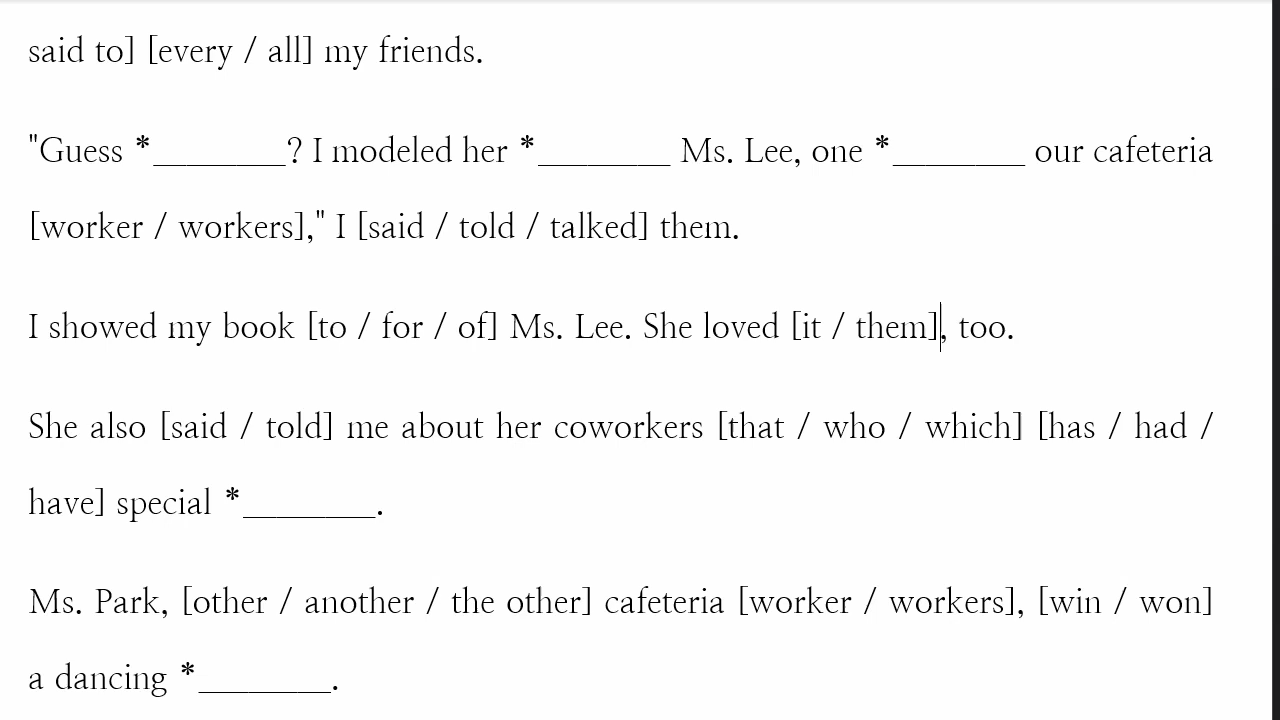 said to] [every / all] my friends.
"Guess *________? I modeled her *________ Ms. Lee, one *________ our cafeteria
[worker / workers]," I [said / told / talked] them.
I showed my book [to / for / of] Ms. Lee. She loved [it / them], too.
She also [said / told] me about her coworkers [that / who / which] [has / had /
have] special *________.
Ms. Park, [other / another / the other] cafeteria [worker / workers], [win / won]
a dancing *________.